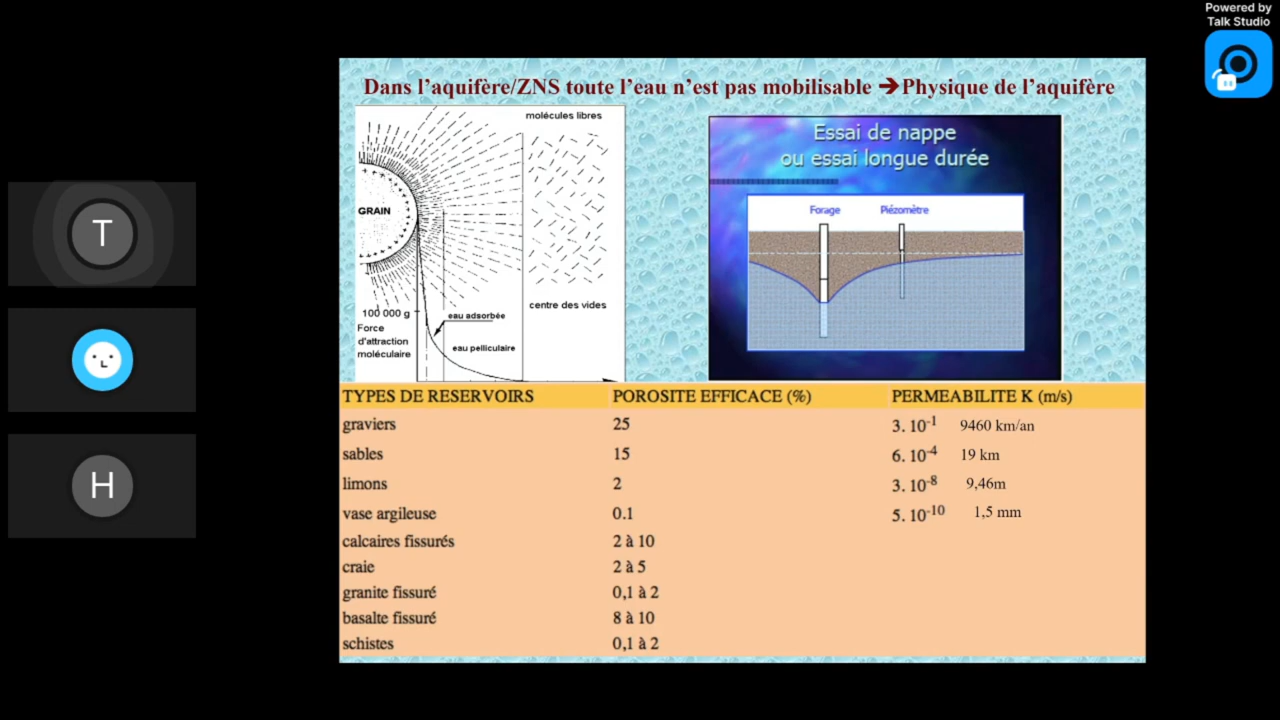 Powered by
Talk Studio
T
H
Dans l’aquifère/ZNS toute l’eau n’est pas mobilisable ➔Physique de l’aquifère
molécules libres
GRAIN
centre des vides
100 000 g
Force
d'attraction
moléculaire
eau adsorbée
eau pelliculaire
Essai de nappe
ou essai longue durée
Forage Piézomètre
TYPES DE RESERVOIRS POROSITE EFFICACE (%) PERMEABILITE K (m/s)
graviers 25 3. 10⁻¹ 9460 km/an
sables 15 6. 10⁻⁴ 19 km
limons 2 3. 10⁻⁸ 9,46m
vase argileuse 0.1 5. 10⁻¹⁰ 1,5 mm
calcaires fissurés 2 à 10
craie 2 à 5
granite fissuré 0,1 à 2
basalte fissuré 8 à 10
schistes 0,1 à 2